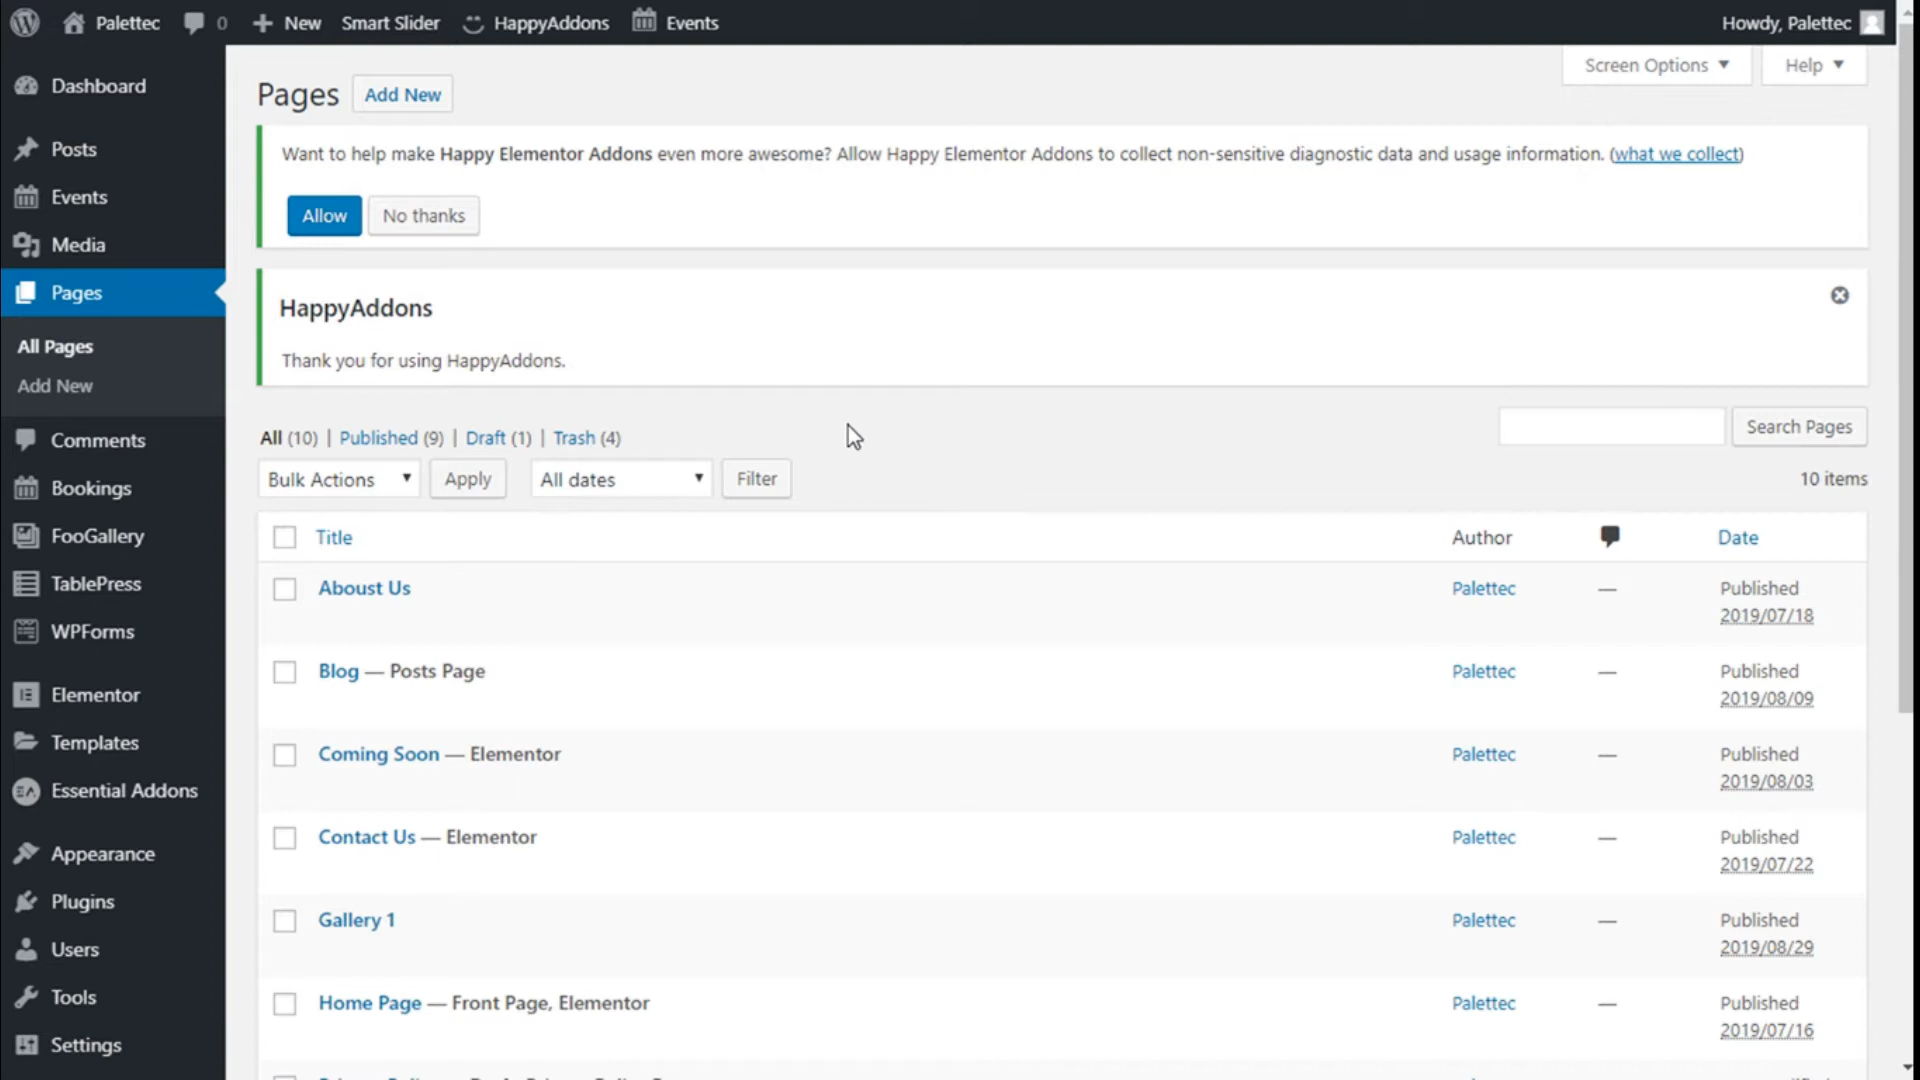 Palettec 0 New Smart Slider HappyAddons Events Howdy, Palettec
Screen Options Help
Dashboard
Posts
Events
Media
Pages
All Pages
Add New
Comments
Bookings
FooGallery
TablePress
WPForms
Elementor
Templates
Essential Addons
Appearance
Plugins
Users
Tools
Settings
Pages Add New
Want to help make Happy Elementor Addons even more awesome? Allow Happy Elementor Addons to collect non-sensitive diagnostic data and usage information. (what we collect)
Allow No thanks
HappyAddons
Thank you for using HappyAddons.
All (10) | Published (9) | Draft (1) | Trash (4)
Search Pages
Bulk Actions Apply All dates Filter 10 items
Title Author Date
Aboust Us Palettec — Published
2019/07/18
Blog — Posts Page Palettec — Published
2019/08/09
Coming Soon — Elementor Palettec — Published
2019/08/03
Contact Us — Elementor Palettec — Published
2019/07/22
Gallery 1 Palettec — Published
2019/08/29
Home Page — Front Page, Elementor Palettec — Published
2019/07/16